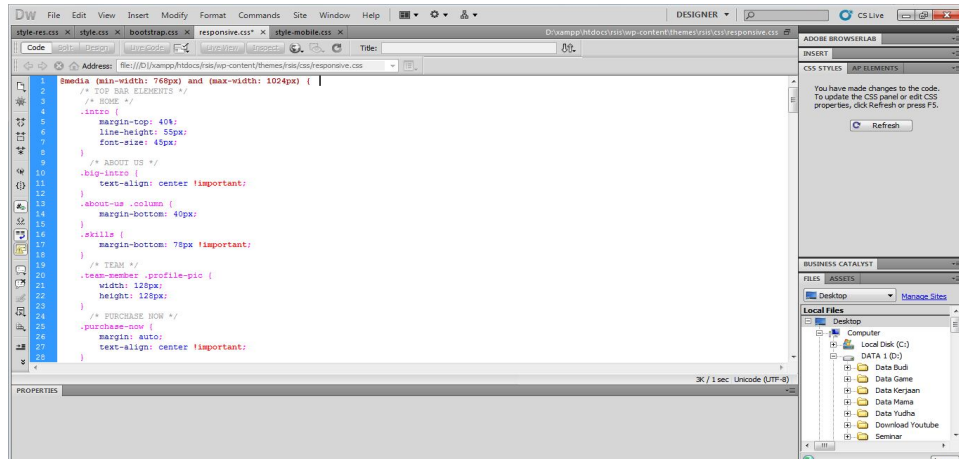 DW File Edit View Insert Modify Format Commands Site Window Help DESIGNER CS Live
style-res.css × style.css × bootstrap.css × responsive.css* × style-mobile.css × D:\xampp\htdocs\rsis\wp-content\themes\rsis\css\responsive.css
Code Split Design Live Code Live View Inspect Title:
Address: file:///D|/xampp/htdocs/rsis/wp-content/themes/rsis/css/responsive.css
1 @media (min-width: 768px) and (max-width: 1024px) {
2 /* TOP BAR ELEMENTS */
3 /* HOME */
4 .intro {
5 margin-top: 40%;
6 line-height: 55px;
7 font-size: 45px;
8 }
9 /* ABOUT US */
10 .big-intro {
11 text-align: center !important;
12 }
13 .about-us .column {
14 margin-bottom: 40px;
15 }
16 .skills {
17 margin-bottom: 78px !important;
18 }
19 /* TEAM */
20 .team-member .profile-pic {
21 width: 128px;
22 height: 128px;
23 }
24 /* PURCHASE NOW */
25 .purchase-now {
26 margin: auto;
27 text-align: center !important;
28 }
3K / 1 sec Unicode (UTF-8)
PROPERTIES
ADOBE BROWSERLAB
INSERT
CSS STYLES AP ELEMENTS
You have made changes to the code.
To update the CSS panel or edit CSS
properties, click Refresh or press F5.
Refresh
BUSINESS CATALYST
FILES ASSETS
Desktop Manage Sites
Local Files
Desktop
Computer
Local Disk (C:)
DATA 1 (D:)
Data Budi
Data Game
Data Kerjaan
Data Mama
Data Yudha
Download Youtube
Seminar